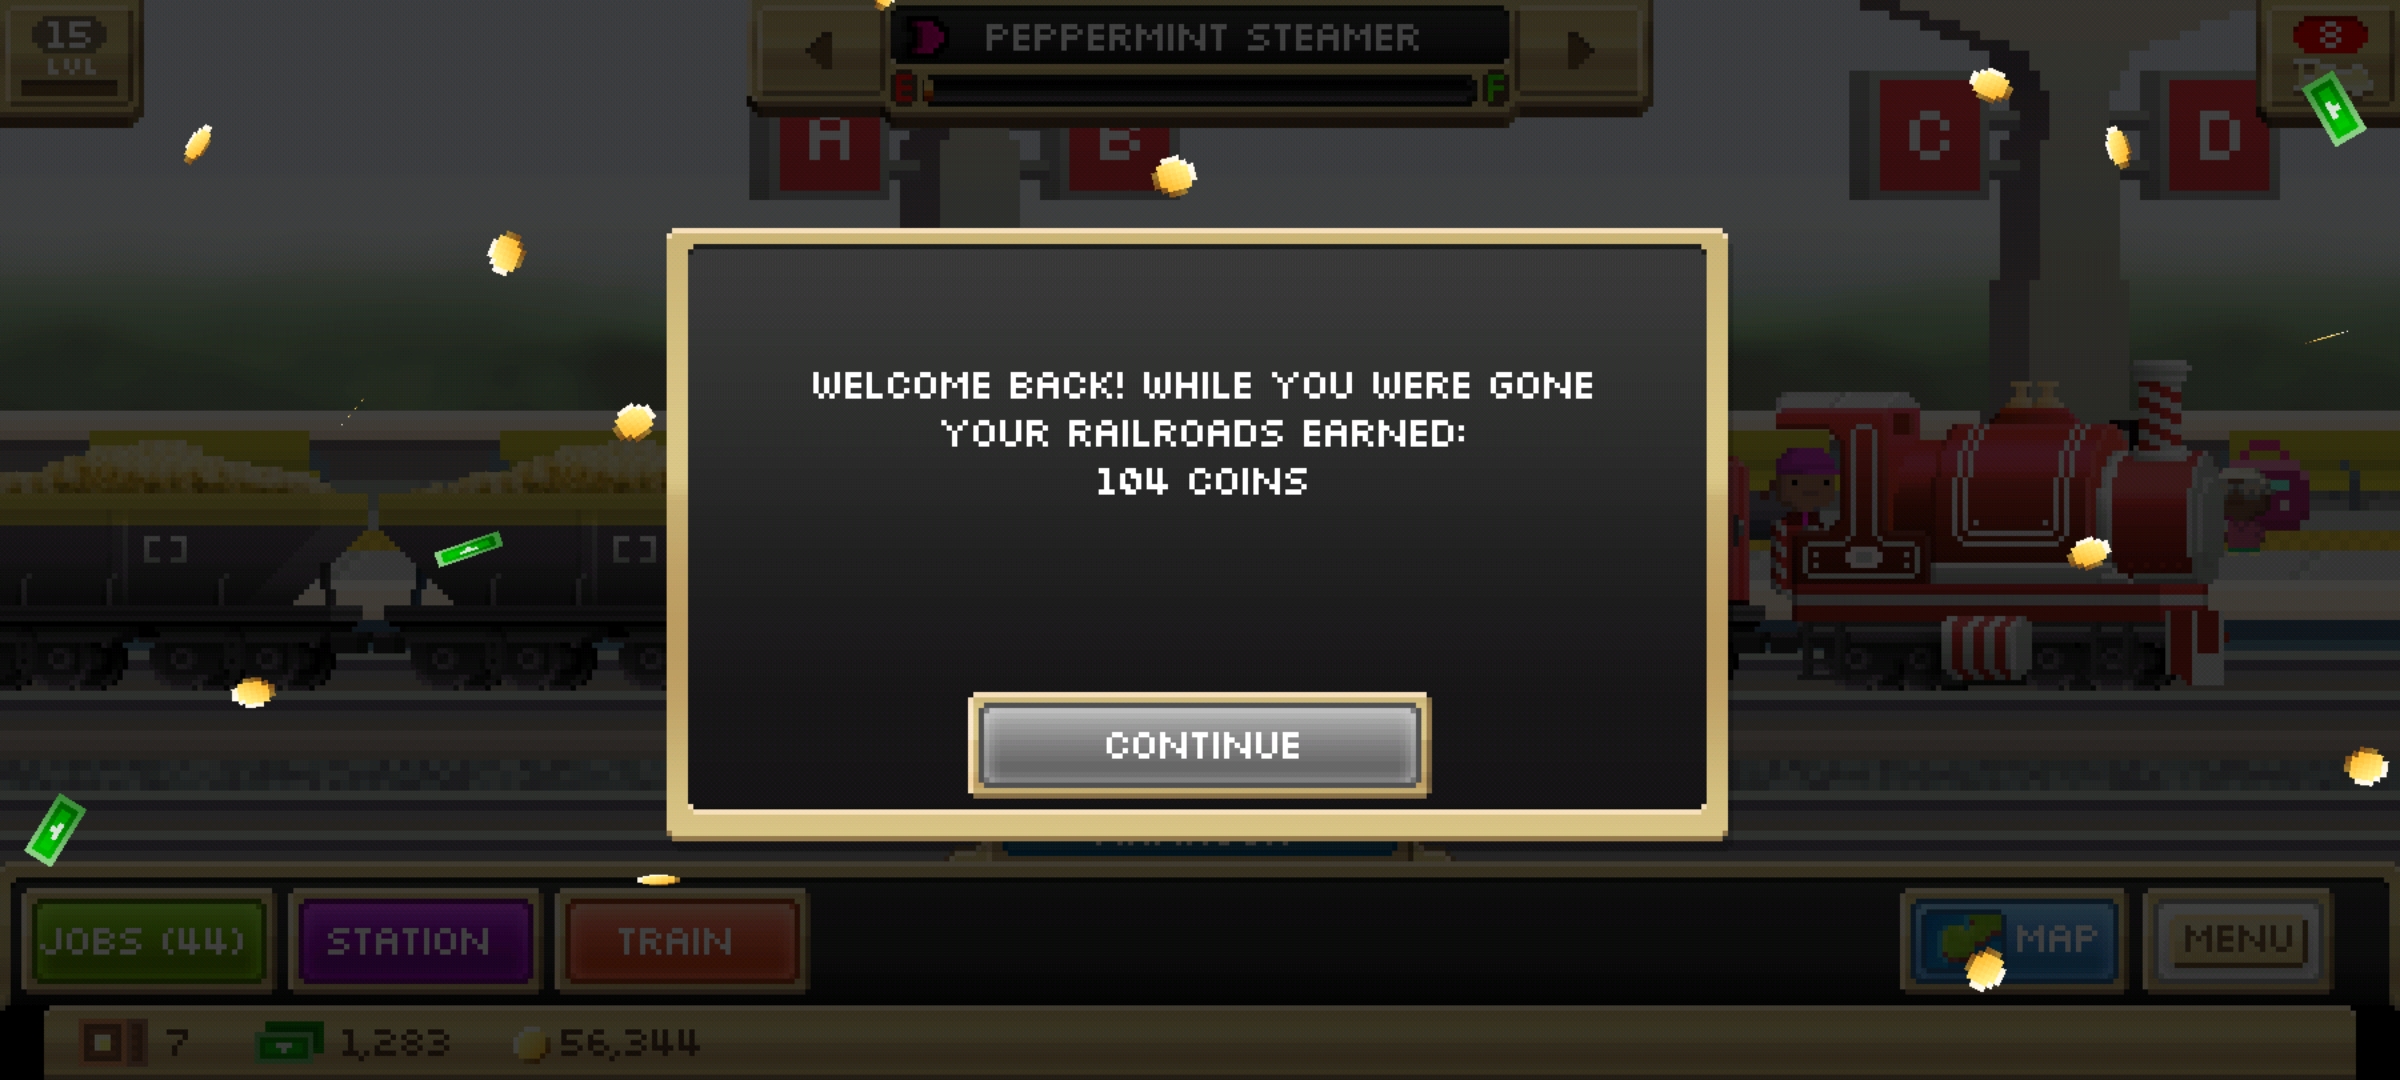 15
LVL
PEPPERMINT STEAMER
E F
8
A B C D
WELCOME BACK! WHILE YOU WERE GONE
YOUR RAILROADS EARNED:
104 COINS
CONTINUE
JOBS (44) STATION TRAIN MAP MENU
7 1,283 56,344